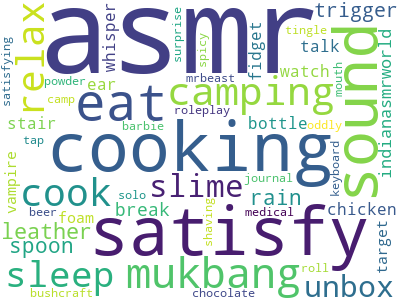 asmr
trigger
satisfying
relax
whisper
surprise
spicy
fidget
tingle
talk
sound
mrbeast
watch
mouth
indianasmrworld
powder
ear
camping
eat
camp
roleplay
stair
barbie
bottle
oddly
cooking
tap
keyboard
vampire
cook
slime
journal
rain
chicken
solo
beer
foam
break
shaving
medical
satisfy
leather
target
spoon
sleep
mukbang
roll
unbox
bushcraft
chocolate